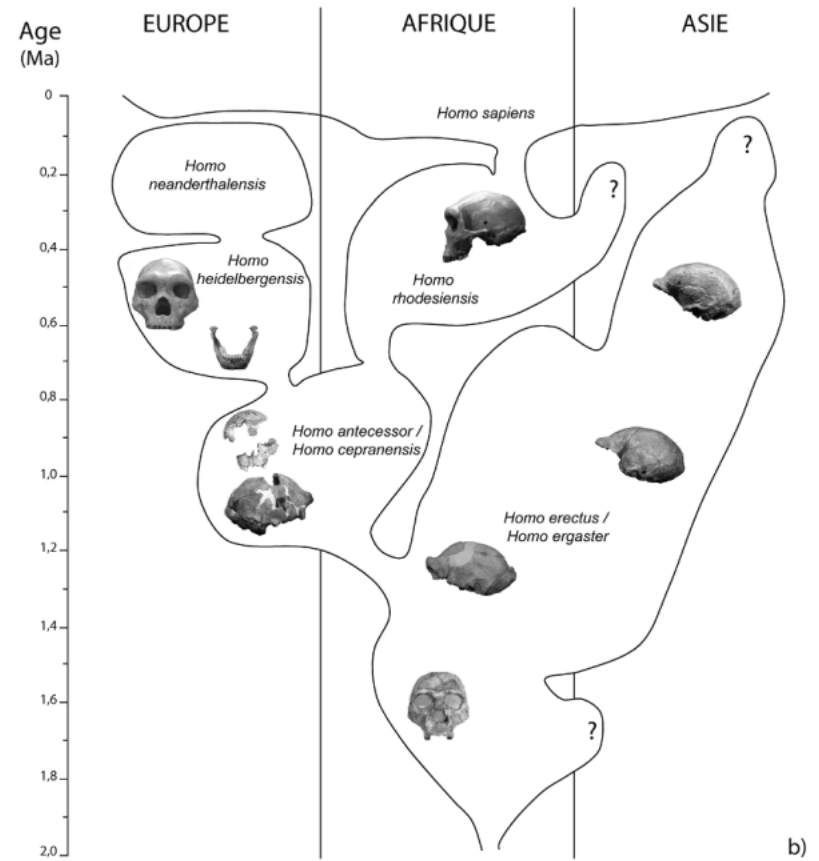 Age
(Ma)
EUROPE
AFRIQUE
ASIE
0
Homo sapiens
?
Homo
neanderthalensis
0,2
?
0,4
Homo
heidelbergensis
Homo
rhodesiensis
0,6
0,8
Homo antecessor /
Homo cepranensis
1,0
Homo erectus /
Homo ergaster
1,2
1,4
1,6
?
1,8
2,0
b)